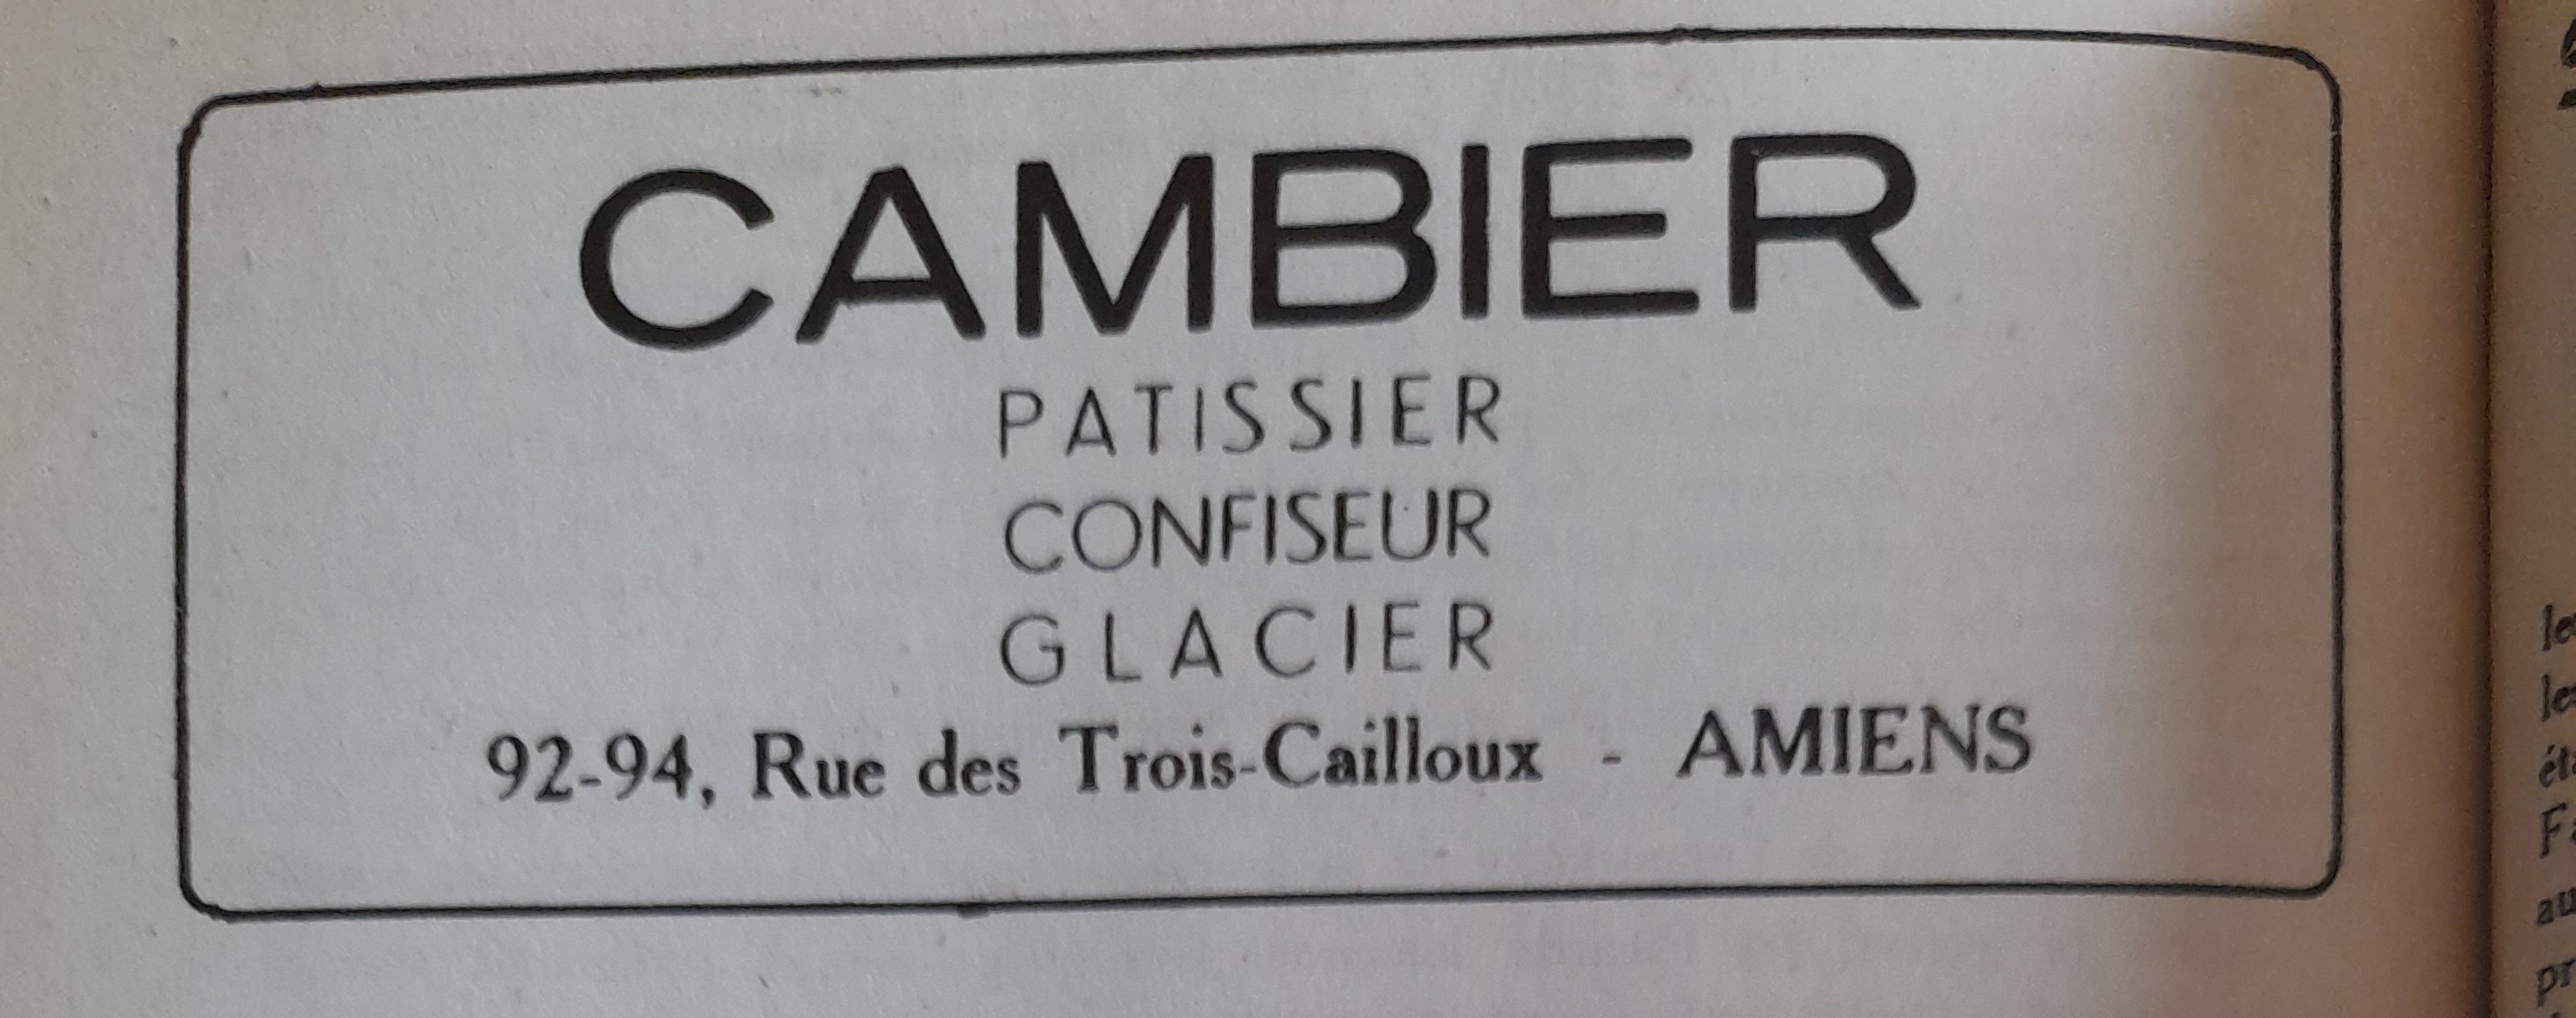 CAMBIER
PATISSIER
CONFISEUR
GLACIER
92-94, Rue des Trois-Cailloux - AMIENS